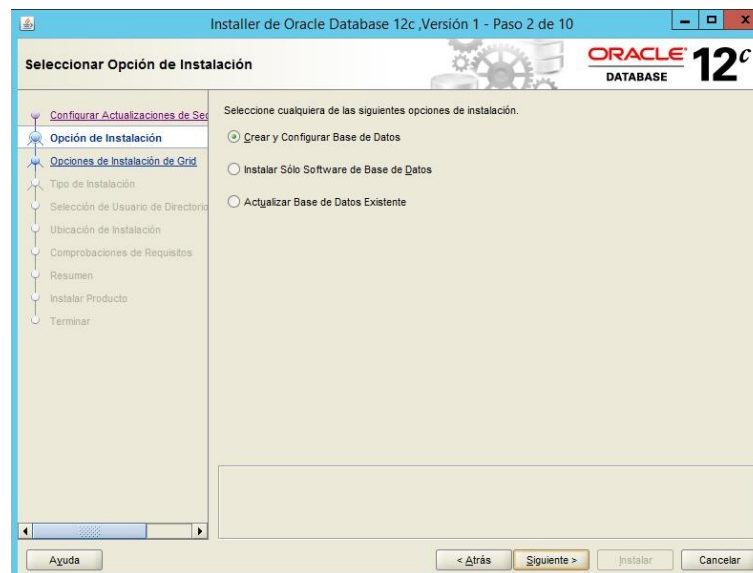 Installer de Oracle Database 12c ,Versión 1 - Paso 2 de 10
Seleccionar Opción de Instalación
ORACLE
DATABASE
12c
Configurar Actualizaciones de Se
Opción de Instalación
Opciones de Instalación de Grid
Tipo de Instalación
Selección de Usuario de Directorio
Ubicación de Instalación
Comprobaciones de Requisitos
Resumen
Instalar Producto
Terminar
Seleccione cualquiera de las siguientes opciones de instalación.
Crear y Configurar Base de Datos
Instalar Sólo Software de Base de Datos
Actualizar Base de Datos Existente
Ayuda
< Atrás
Siguiente >
Instalar
Cancelar